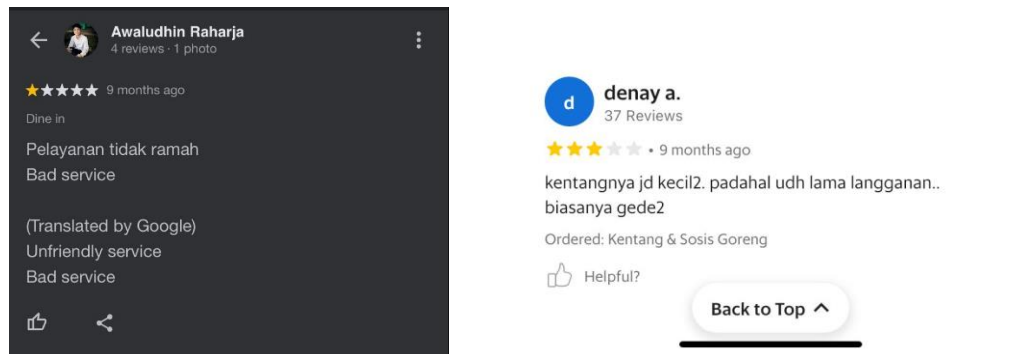 Awaludhin Raharja
4 reviews · 1 photo
9 months ago
Dine in
Pelayanan tidak ramah
Bad service
(Translated by Google)
Unfriendly service
Bad service
d
denay a.
37 Reviews
• 9 months ago
kentangnya jd kecil2. padahal udh lama langganan..
biasanya gede2
Ordered: Kentang & Sosis Goreng
Helpful?
Back to Top